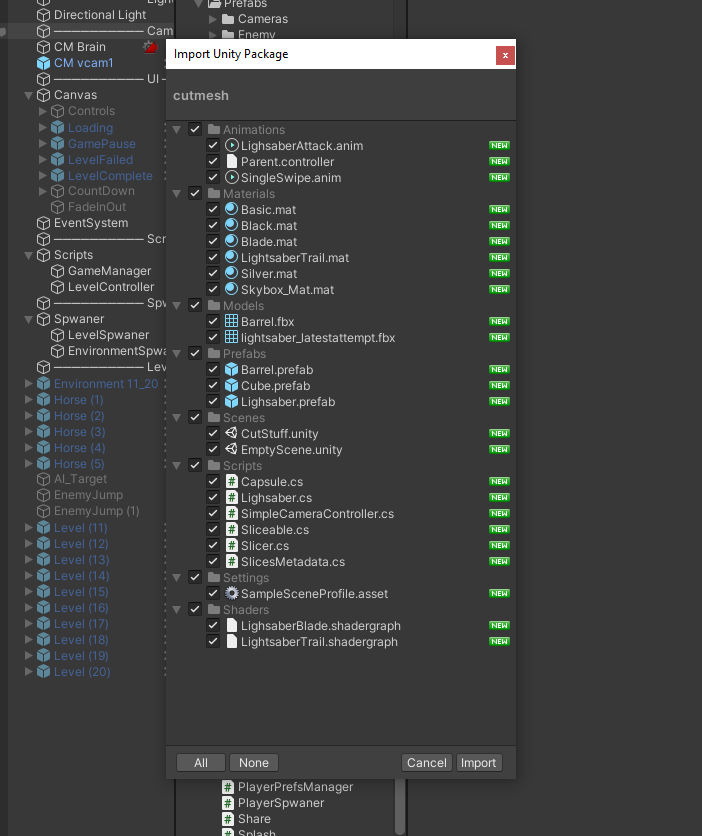 Directional Light
Cam
CM Brain
CM vcam1
UI
Canvas
Controls
Loading
GamePause
LevelFailed
LevelComplete
CountDown
FadeInOut
EventSystem
Scr
Scripts
GameManager
LevelController
Spw
Spwaner
LevelSpwaner
EnvironmentSpwa
Lev
Environment 11_20
Horse (1)
Horse (2)
Horse (3)
Horse (4)
Horse (5)
AI_Target
EnemyJump
EnemyJump (1)
Level (11)
Level (12)
Level (13)
Level (14)
Level (15)
Level (16)
Level (17)
Level (18)
Level (19)
Level (20)
Prefabs
Cameras
Enemy
Import Unity Package
x
cutmesh
Animations
LighsaberAttack.anim NEW
Parent.controller NEW
SingleSwipe.anim NEW
Materials
Basic.mat NEW
Black.mat NEW
Blade.mat NEW
LightsaberTrail.mat NEW
Silver.mat NEW
Skybox_Mat.mat NEW
Models
Barrel.fbx NEW
lightsaber_latestattempt.fbx NEW
Prefabs
Barrel.prefab NEW
Cube.prefab NEW
Lighsaber.prefab NEW
Scenes
CutStuff.unity NEW
EmptyScene.unity NEW
Scripts
Capsule.cs NEW
Lighsaber.cs NEW
SimpleCameraController.cs NEW
Sliceable.cs NEW
Slicer.cs NEW
SlicesMetadata.cs NEW
Settings
SampleSceneProfile.asset NEW
Shaders
LighsaberBlade.shadergraph NEW
LightsaberTrail.shadergraph NEW
All None Cancel Import
PlayerPrefsManager
PlayerSpwaner
Share
Splash